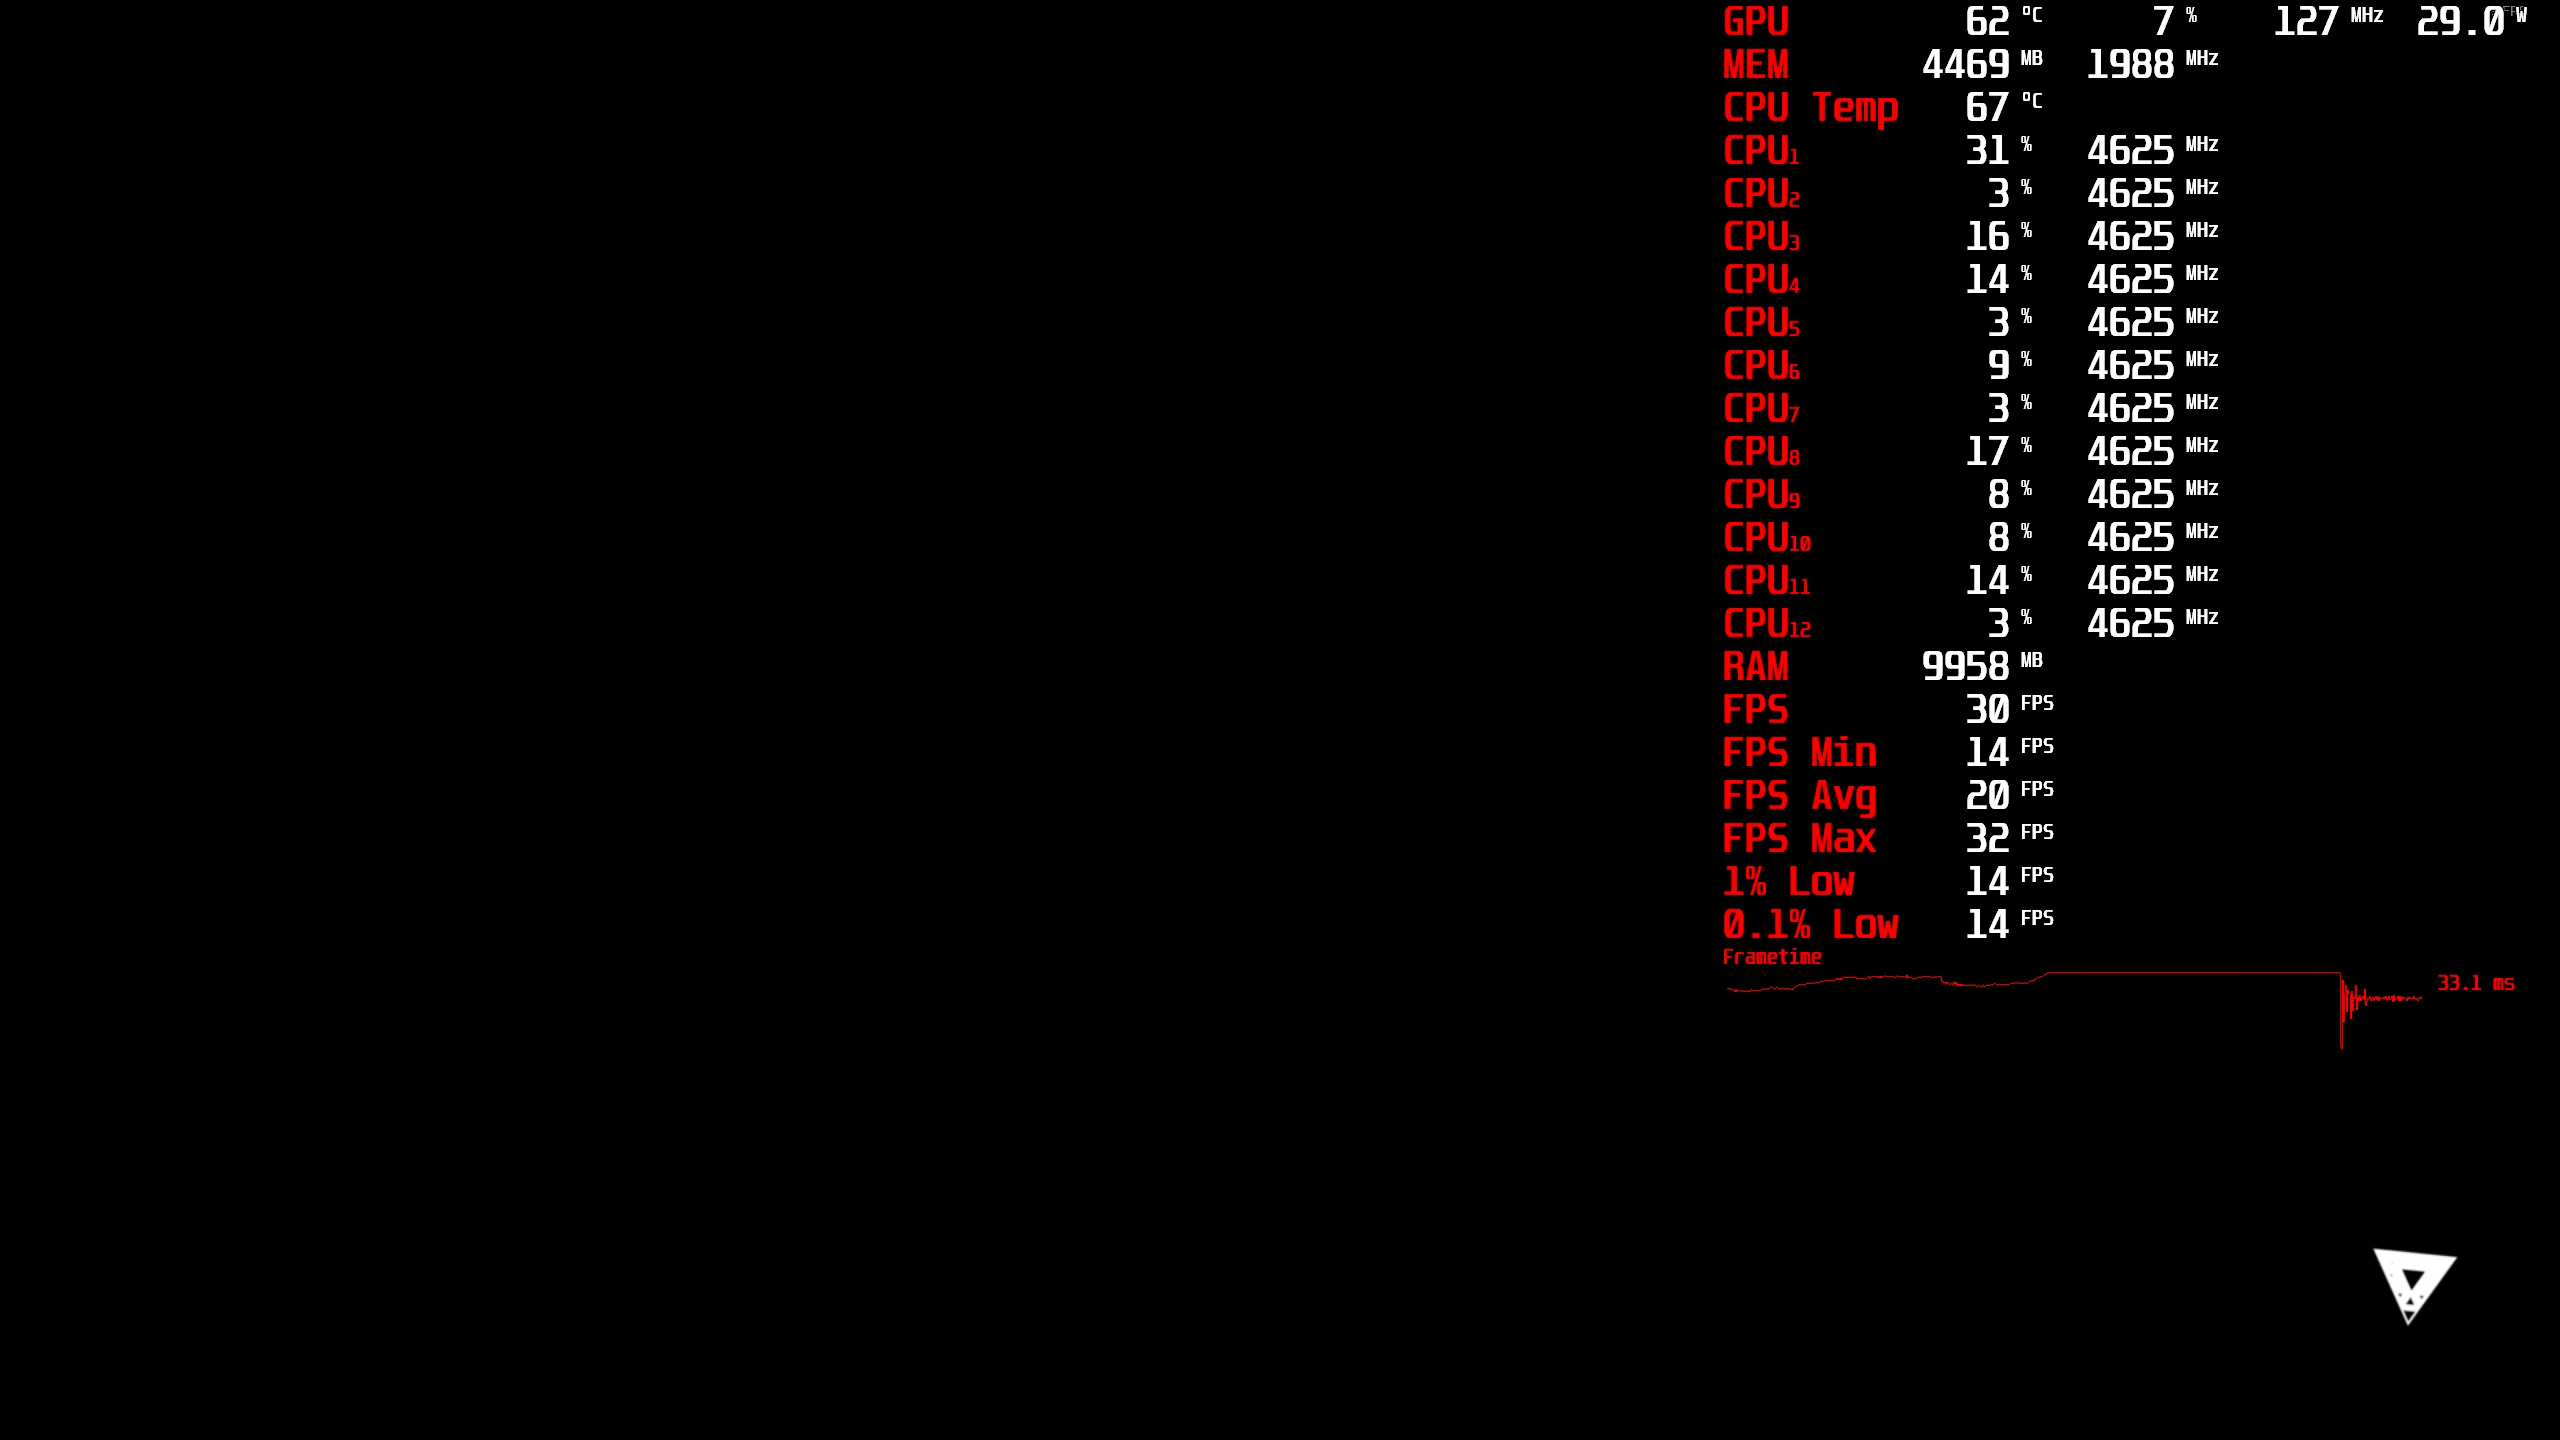 GPU 62 °C 7 % 127 MHz 29.0 W
MEM 4469 MB 1988 MHz
CPU Temp 67 °C
CPU1 31 % 4625 MHz
CPU2 3 % 4625 MHz
CPU3 16 % 4625 MHz
CPU4 14 % 4625 MHz
CPU5 3 % 4625 MHz
CPU6 9 % 4625 MHz
CPU7 3 % 4625 MHz
CPU8 17 % 4625 MHz
CPU9 8 % 4625 MHz
CPU10 8 % 4625 MHz
CPU11 14 % 4625 MHz
CPU12 3 % 4625 MHz
RAM 9958 MB
FPS 30 FPS
FPS Min 14 FPS
FPS Avg 20 FPS
FPS Max 32 FPS
1% Low 14 FPS
0.1% Low 14 FPS
Frametime
33.1 ms